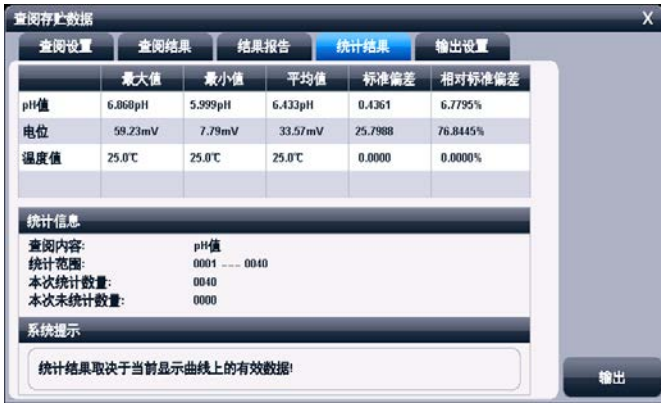 查阅存贮数据 X
查阅设置 查阅结果 结果报告 统计结果 输出设置
最大值 最小值 平均值 标准偏差 相对标准偏差
pH值 6.868pH 5.999pH 6.433pH 0.4361 6.7795%
电位 59.23mV 7.79mV 33.57mV 25.7988 76.8445%
温度值 25.0℃ 25.0℃ 25.0℃ 0.0000 0.0000%
统计信息
查阅内容: pH值
统计范围: 0001 --- 0040
本次统计数量: 0040
本次未统计数量: 0000
系统提示
统计结果取决于当前显示曲线上的有效数据!
输出